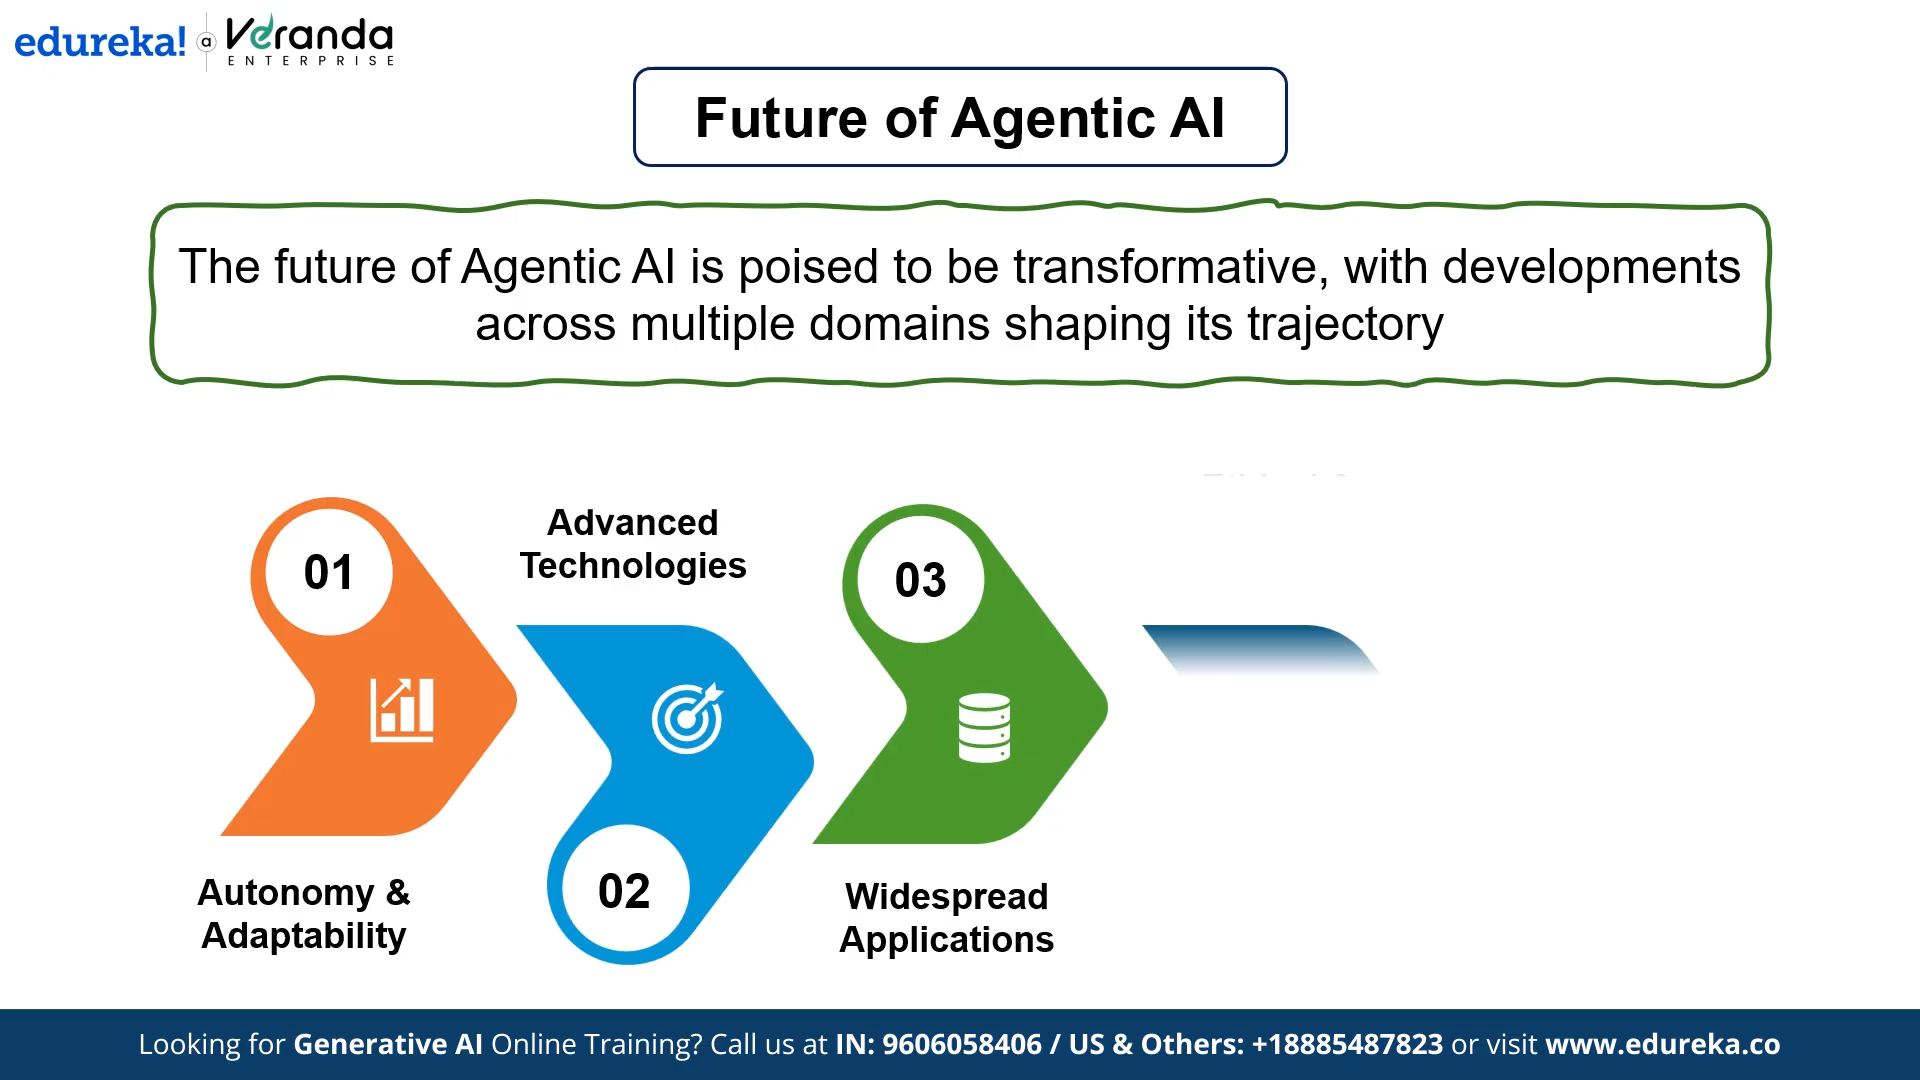 edureka!
a
Veranda
ENTERPRISE
Future of Agentic AI
The future of Agentic AI is poised to be transformative, with developments
across multiple domains shaping its trajectory
01
Autonomy &
Adaptability
Advanced
Technologies
02
03
Widespread
Applications
Looking for Generative AI Online Training? Call us at IN: 9606058406 / US & Others: +18885487823 or visit www.edureka.co